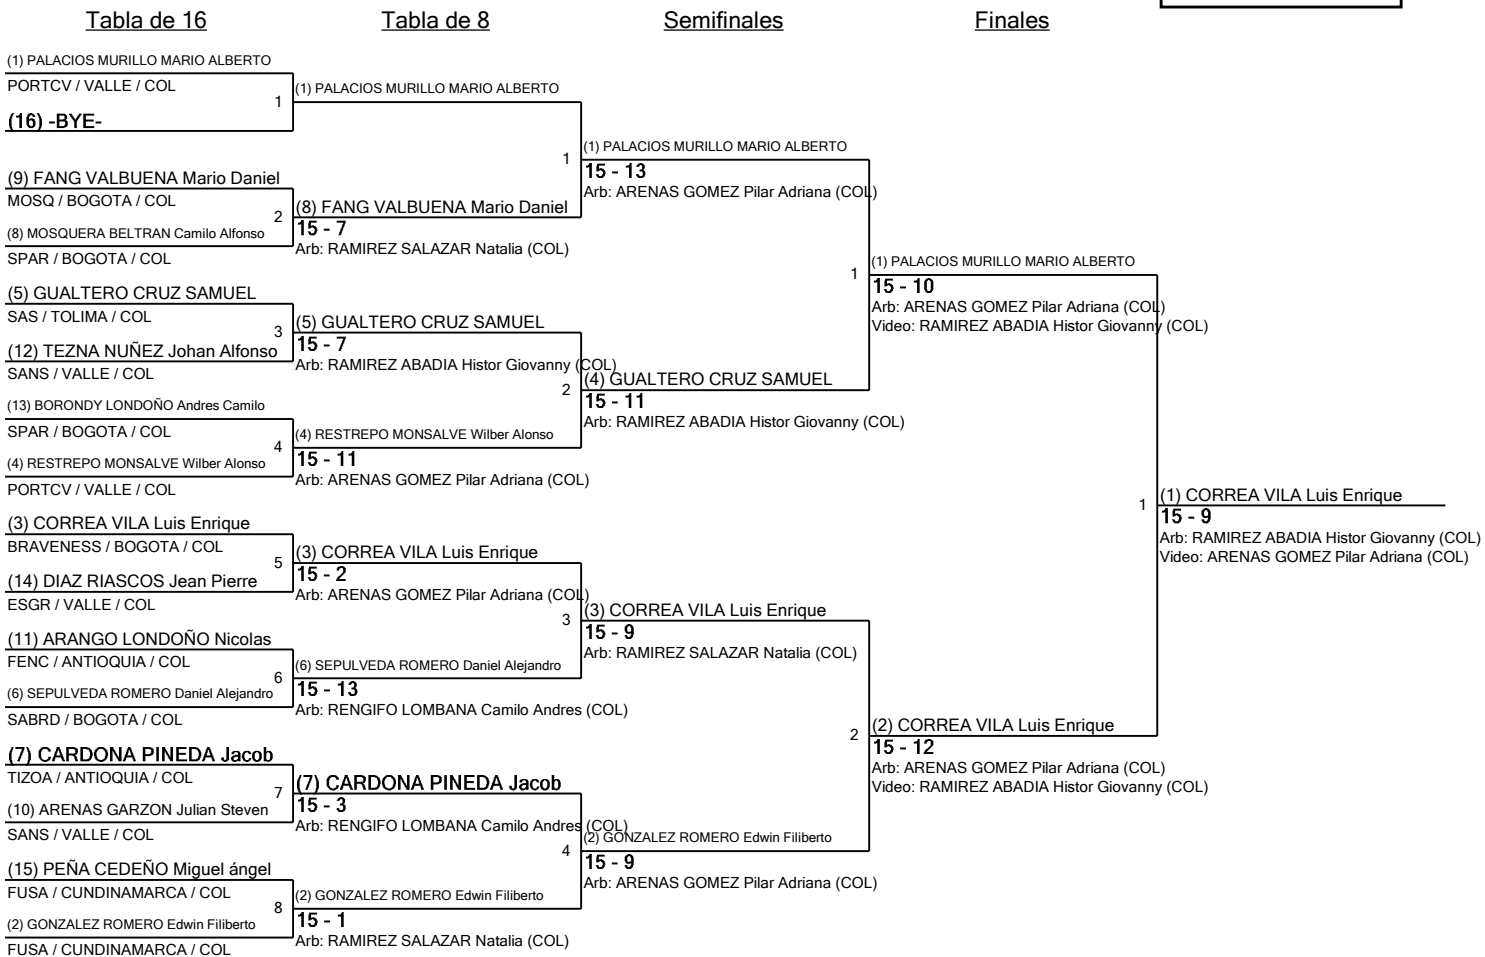 Tabla de 16
Tabla de 8
Semifinales
Finales
(1) PALACIOS MURILLO MARIO ALBERTO
PORTCV / VALLE / COL
1
(16) -BYE-
(9) FANG VALBUENA Mario Daniel
MOSQ / BOGOTA / COL
2
(8) MOSQUERA BELTRAN Camilo Alfonso
SPAR / BOGOTA / COL
(5) GUALTERO CRUZ SAMUEL
SAS / TOLIMA / COL
3
(12) TEZNA NUÑEZ Johan Alfonso
SANS / VALLE / COL
(13) BORONDY LONDOÑO Andres Camilo
SPAR / BOGOTA / COL
4
(4) RESTREPO MONSALVE Wilber Alonso
PORTCV / VALLE / COL
(3) CORREA VILA Luis Enrique
BRAVENESS / BOGOTA / COL
5
(14) DIAZ RIASCOS Jean Pierre
ESGR / VALLE / COL
(11) ARANGO LONDOÑO Nicolas
FENC / ANTIOQUIA / COL
6
(6) SEPULVEDA ROMERO Daniel Alejandro
SABRD / BOGOTA / COL
(7) CARDONA PINEDA Jacob
TIZOA / ANTIOQUIA / COL
7
(10) ARENAS GARZON Julian Steven
SANS / VALLE / COL
(15) PEÑA CEDEÑO Miguel ángel
FUSA / CUNDINAMARCA / COL
8
(2) GONZALEZ ROMERO Edwin Filiberto
FUSA / CUNDINAMARCA / COL
(1) PALACIOS MURILLO MARIO ALBERTO
1
(8) FANG VALBUENA Mario Daniel
15 - 7
Arb: RAMIREZ SALAZAR Natalia (COL)
(5) GUALTERO CRUZ SAMUEL
15 - 7
Arb: RAMIREZ ABADIA Histor Giovanny (COL)
2
(4) RESTREPO MONSALVE Wilber Alonso
15 - 11
Arb: ARENAS GOMEZ Pilar Adriana (COL)
(3) CORREA VILA Luis Enrique
15 - 2
Arb: ARENAS GOMEZ Pilar Adriana (COL)
3
(6) SEPULVEDA ROMERO Daniel Alejandro
15 - 13
Arb: RENGIFO LOMBANA Camilo Andres (COL)
(7) CARDONA PINEDA Jacob
15 - 3
Arb: RENGIFO LOMBANA Camilo Andres (COL)
4
(2) GONZALEZ ROMERO Edwin Filiberto
15 - 1
Arb: RAMIREZ SALAZAR Natalia (COL)
(1) PALACIOS MURILLO MARIO ALBERTO
15 - 13
Arb: ARENAS GOMEZ Pilar Adriana (COL)
1
(4) GUALTERO CRUZ SAMUEL
15 - 11
Arb: RAMIREZ ABADIA Histor Giovanny (COL)
(3) CORREA VILA Luis Enrique
15 - 9
Arb: RAMIREZ SALAZAR Natalia (COL)
2
(2) GONZALEZ ROMERO Edwin Filiberto
15 - 9
Arb: ARENAS GOMEZ Pilar Adriana (COL)
(1) PALACIOS MURILLO MARIO ALBERTO
15 - 10
Arb: ARENAS GOMEZ Pilar Adriana (COL)
Video: RAMIREZ ABADIA Histor Giovanny (COL)
1
(2) CORREA VILA Luis Enrique
15 - 12
Arb: ARENAS GOMEZ Pilar Adriana (COL)
Video: RAMIREZ ABADIA Histor Giovanny (COL)
(1) CORREA VILA Luis Enrique
15 - 9
Arb: RAMIREZ ABADIA Histor Giovanny (COL)
Video: ARENAS GOMEZ Pilar Adriana (COL)